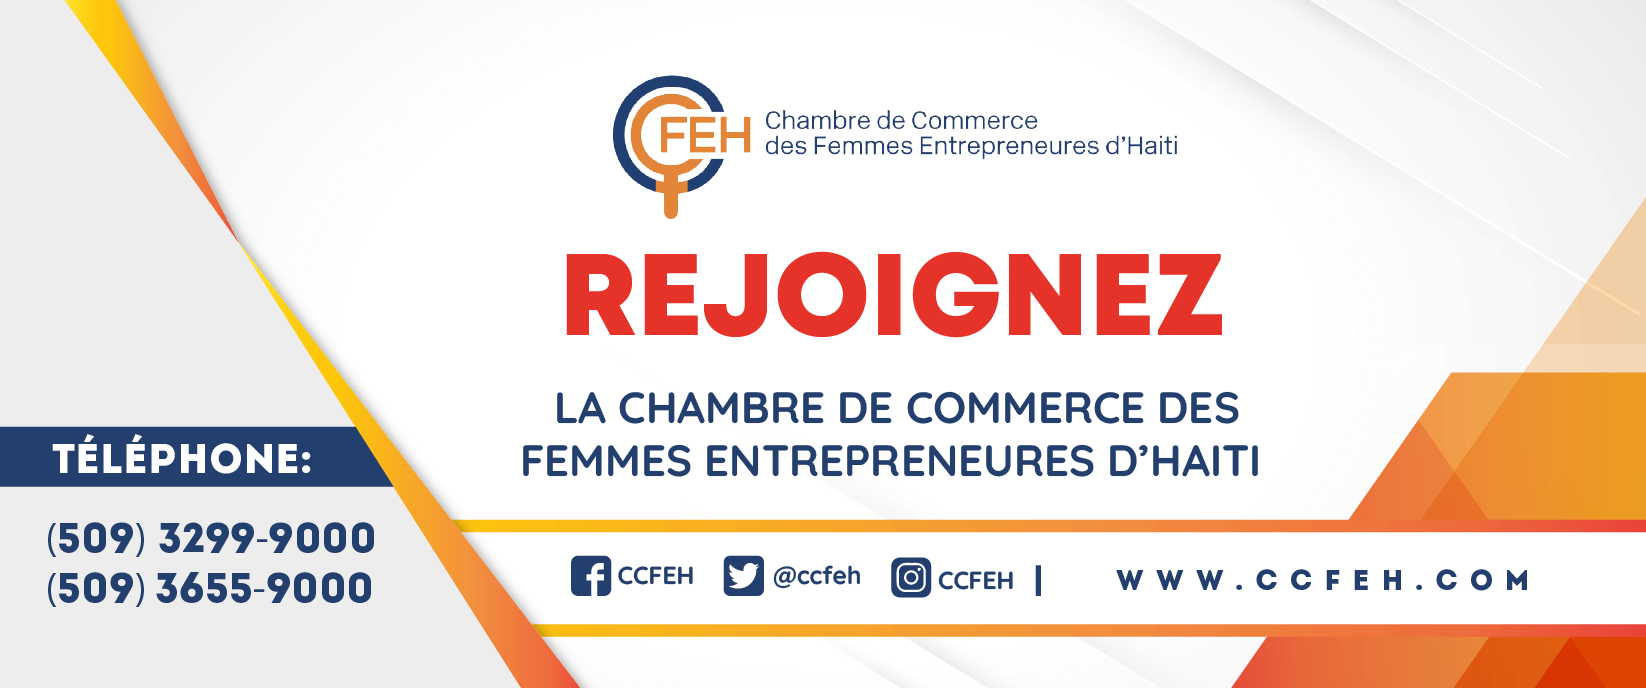 CCFEH
Chambre de Commerce
des Femmes Entrepreneures d'Haiti
REJOIGNEZ
LA CHAMBRE DE COMMERCE DES
FEMMES ENTREPRENEURES D'HAITI
TÉLÉPHONE:
(509) 3299-9000
(509) 3655-9000
CCFEH @ccfeh CCFEH | WWW.CCFEH.COM